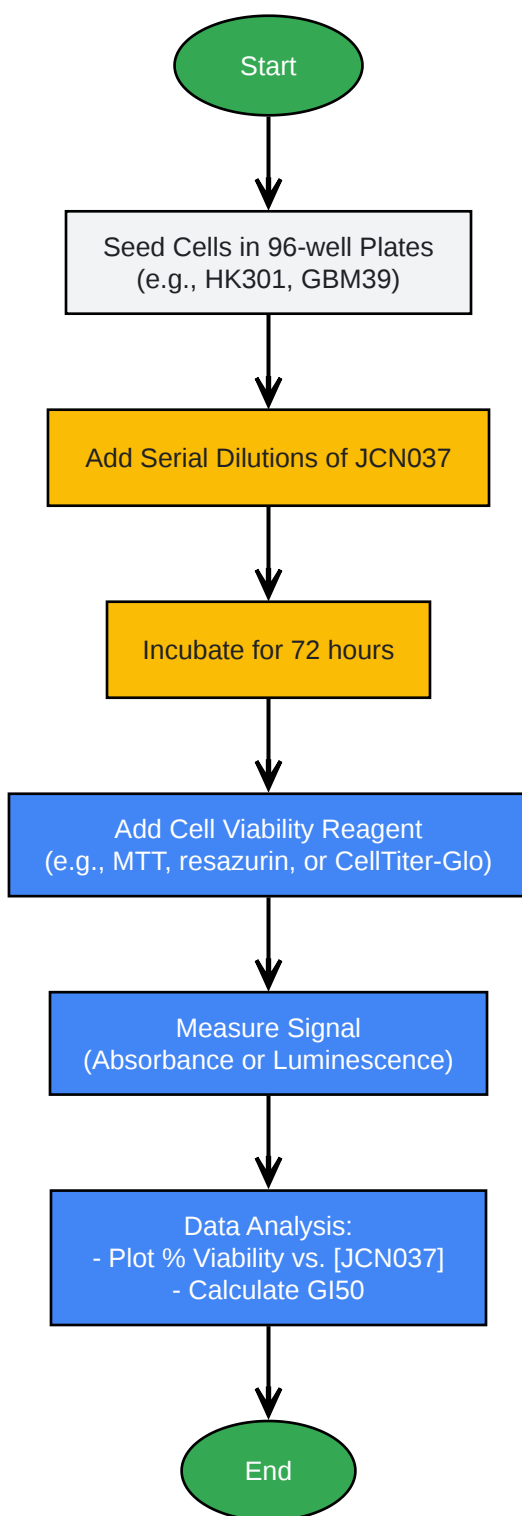 Start
Seed Cells in 96-well Plates
(e.g., HK301, GBM39)
Add Serial Dilutions of JCN037
Incubate for 72 hours
Add Cell Viability Reagent
(e.g., MTT, resazurin, or CellTiter-Glo)
Measure Signal
(Absorbance or Luminescence)
Data Analysis:
- Plot % Viability vs. [JCN037]
- Calculate GI50
End